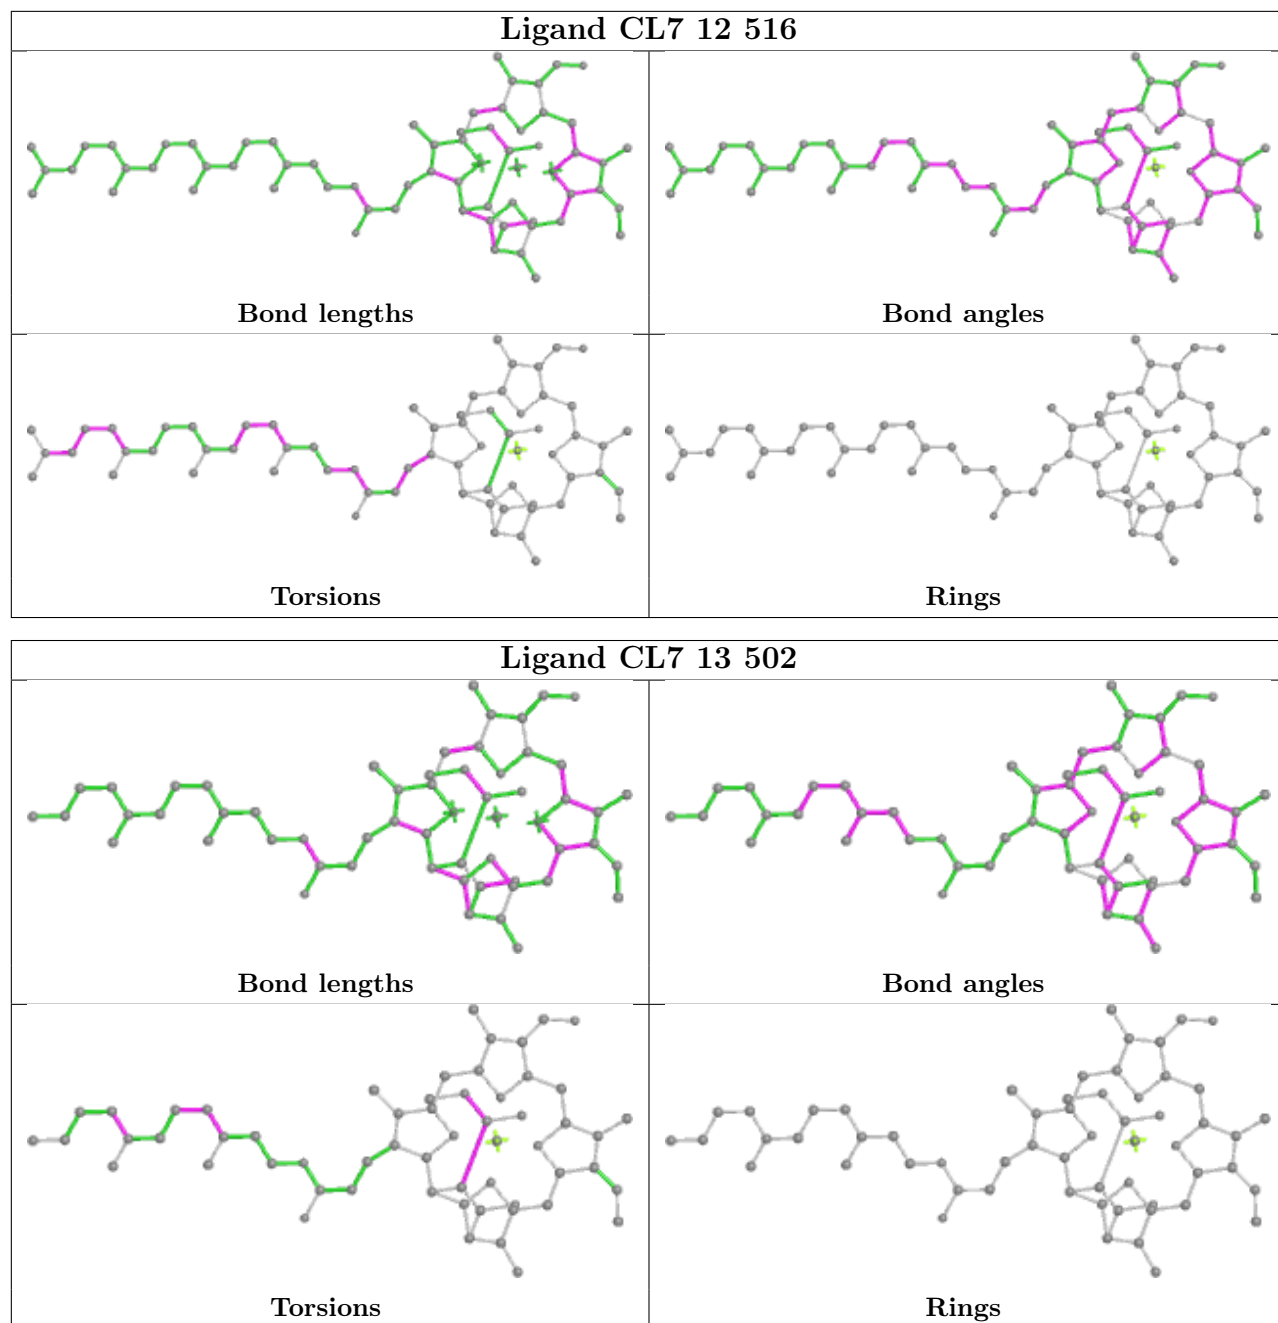 Ligand CL7 12 516
Bond lengths
Bond angles
Torsions
Rings
Ligand CL7 13 502
Bond lengths
Bond angles
Torsions
Rings